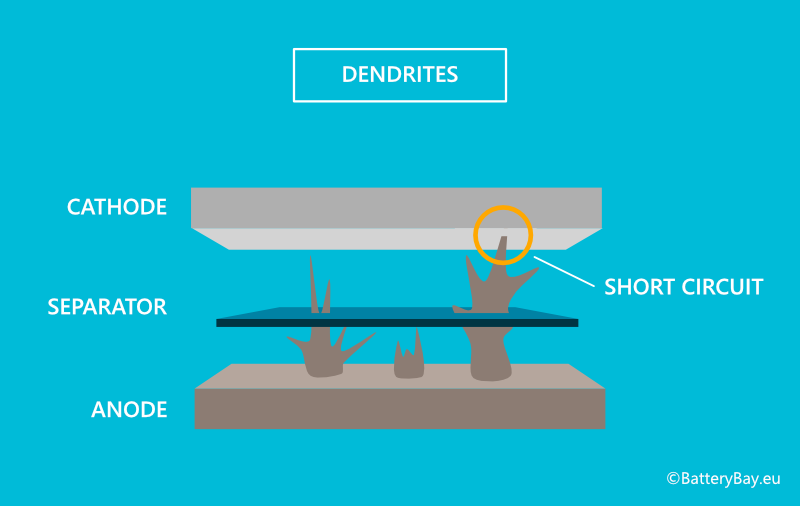 DENDRITES
CATHODE
SHORT CIRCUIT
SEPARATOR
ANODE
©BatteryBay.eu